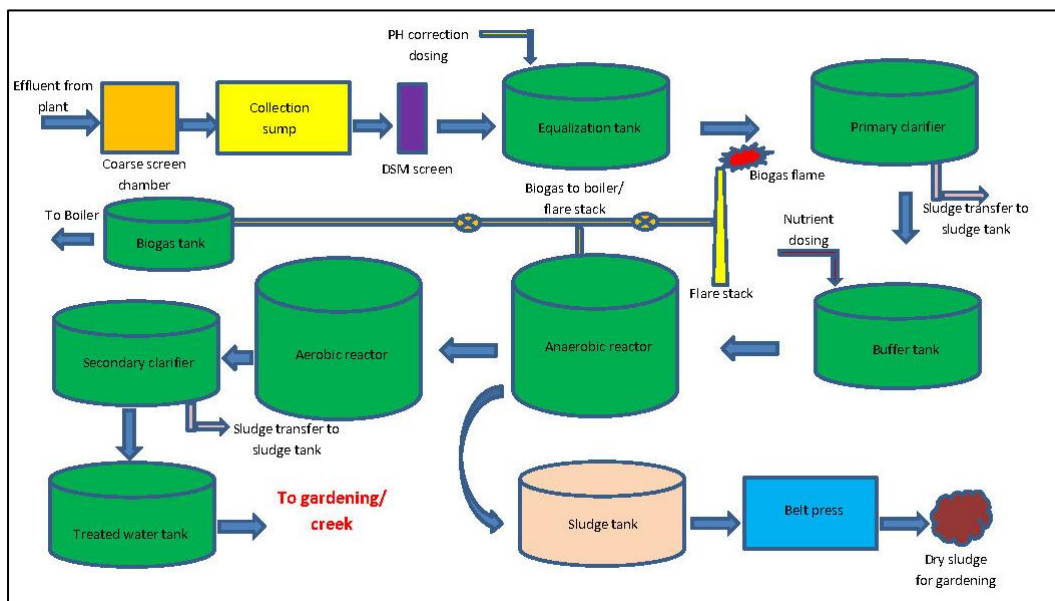 PH correction
dosing
Effluent from
plant
Collection
sump
Equalization tank
Primary clarifier
Coarse screen
chamber
DSM screen
Biogas flame
Biogas to boiler/
flare stack
Sludge transfer to
sludge tank
To Boiler
Biogas tank
Nutrient
dosing
Flare stack
Secondary clarifier
Aerobic reactor
Anaerobic reactor
Buffer tank
Sludge transfer to
sludge tank
To gardening/
creek
Treated water tank
Sludge tank
Belt press
Dry sludge
for gardening